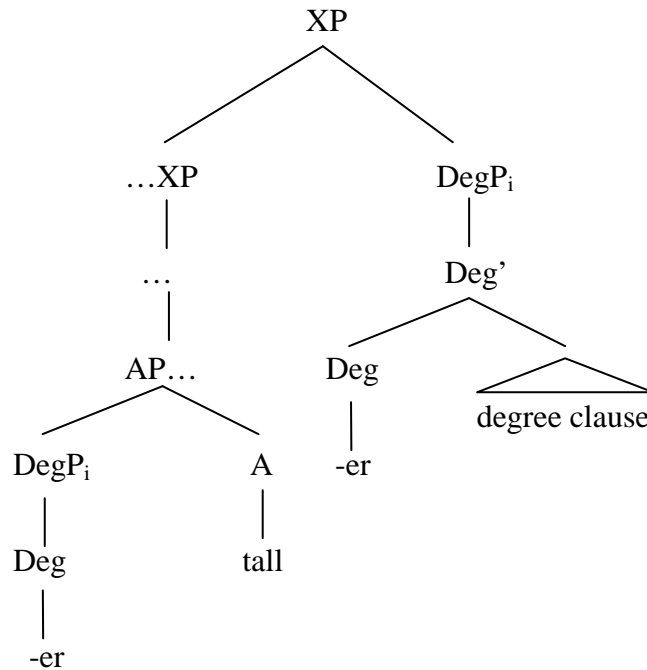 XP
…XP DegPi
… Deg’
AP… Deg degree clause
DegPi A -er
Deg tall
-er